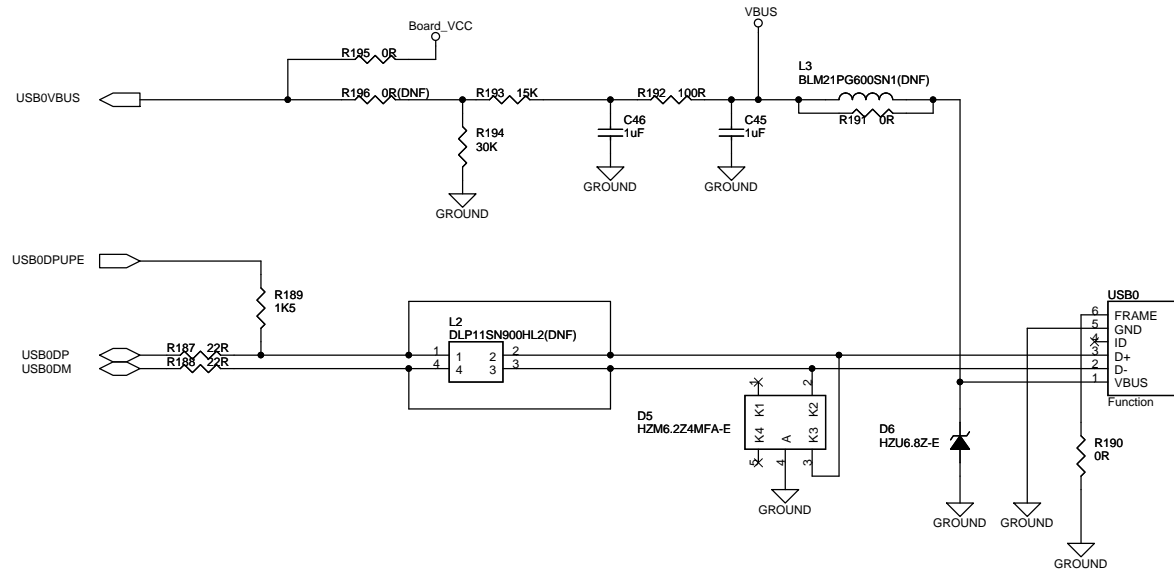 Board_VCC
VBUS
R195 0R
L3
BLM21PG600SN1(DNF)
USB0VBUS
R196 0R(DNF)
R193 15K
R192 100R
R191 0R
R194
30K
C46
1uF
C45
1uF
GROUND
GROUND
GROUND
USB0DPUPE
R189
1K5
L2
DLP11SN900HL2(DNF)
USB0
6 FRAME
5 GND
4 ID
3 D+
2 D-
1 VBUS
Function
USB0DP
R187 22R
USB0DM
R188 22R
1 1 2 2
4 4 3 3
1 2
K1 K2
K4 A K3
5 4 3
D5
HZM6.2Z4MFA-E
D6
HZU6.8Z-E
R190
0R
GROUND
GROUND
GROUND
GROUND